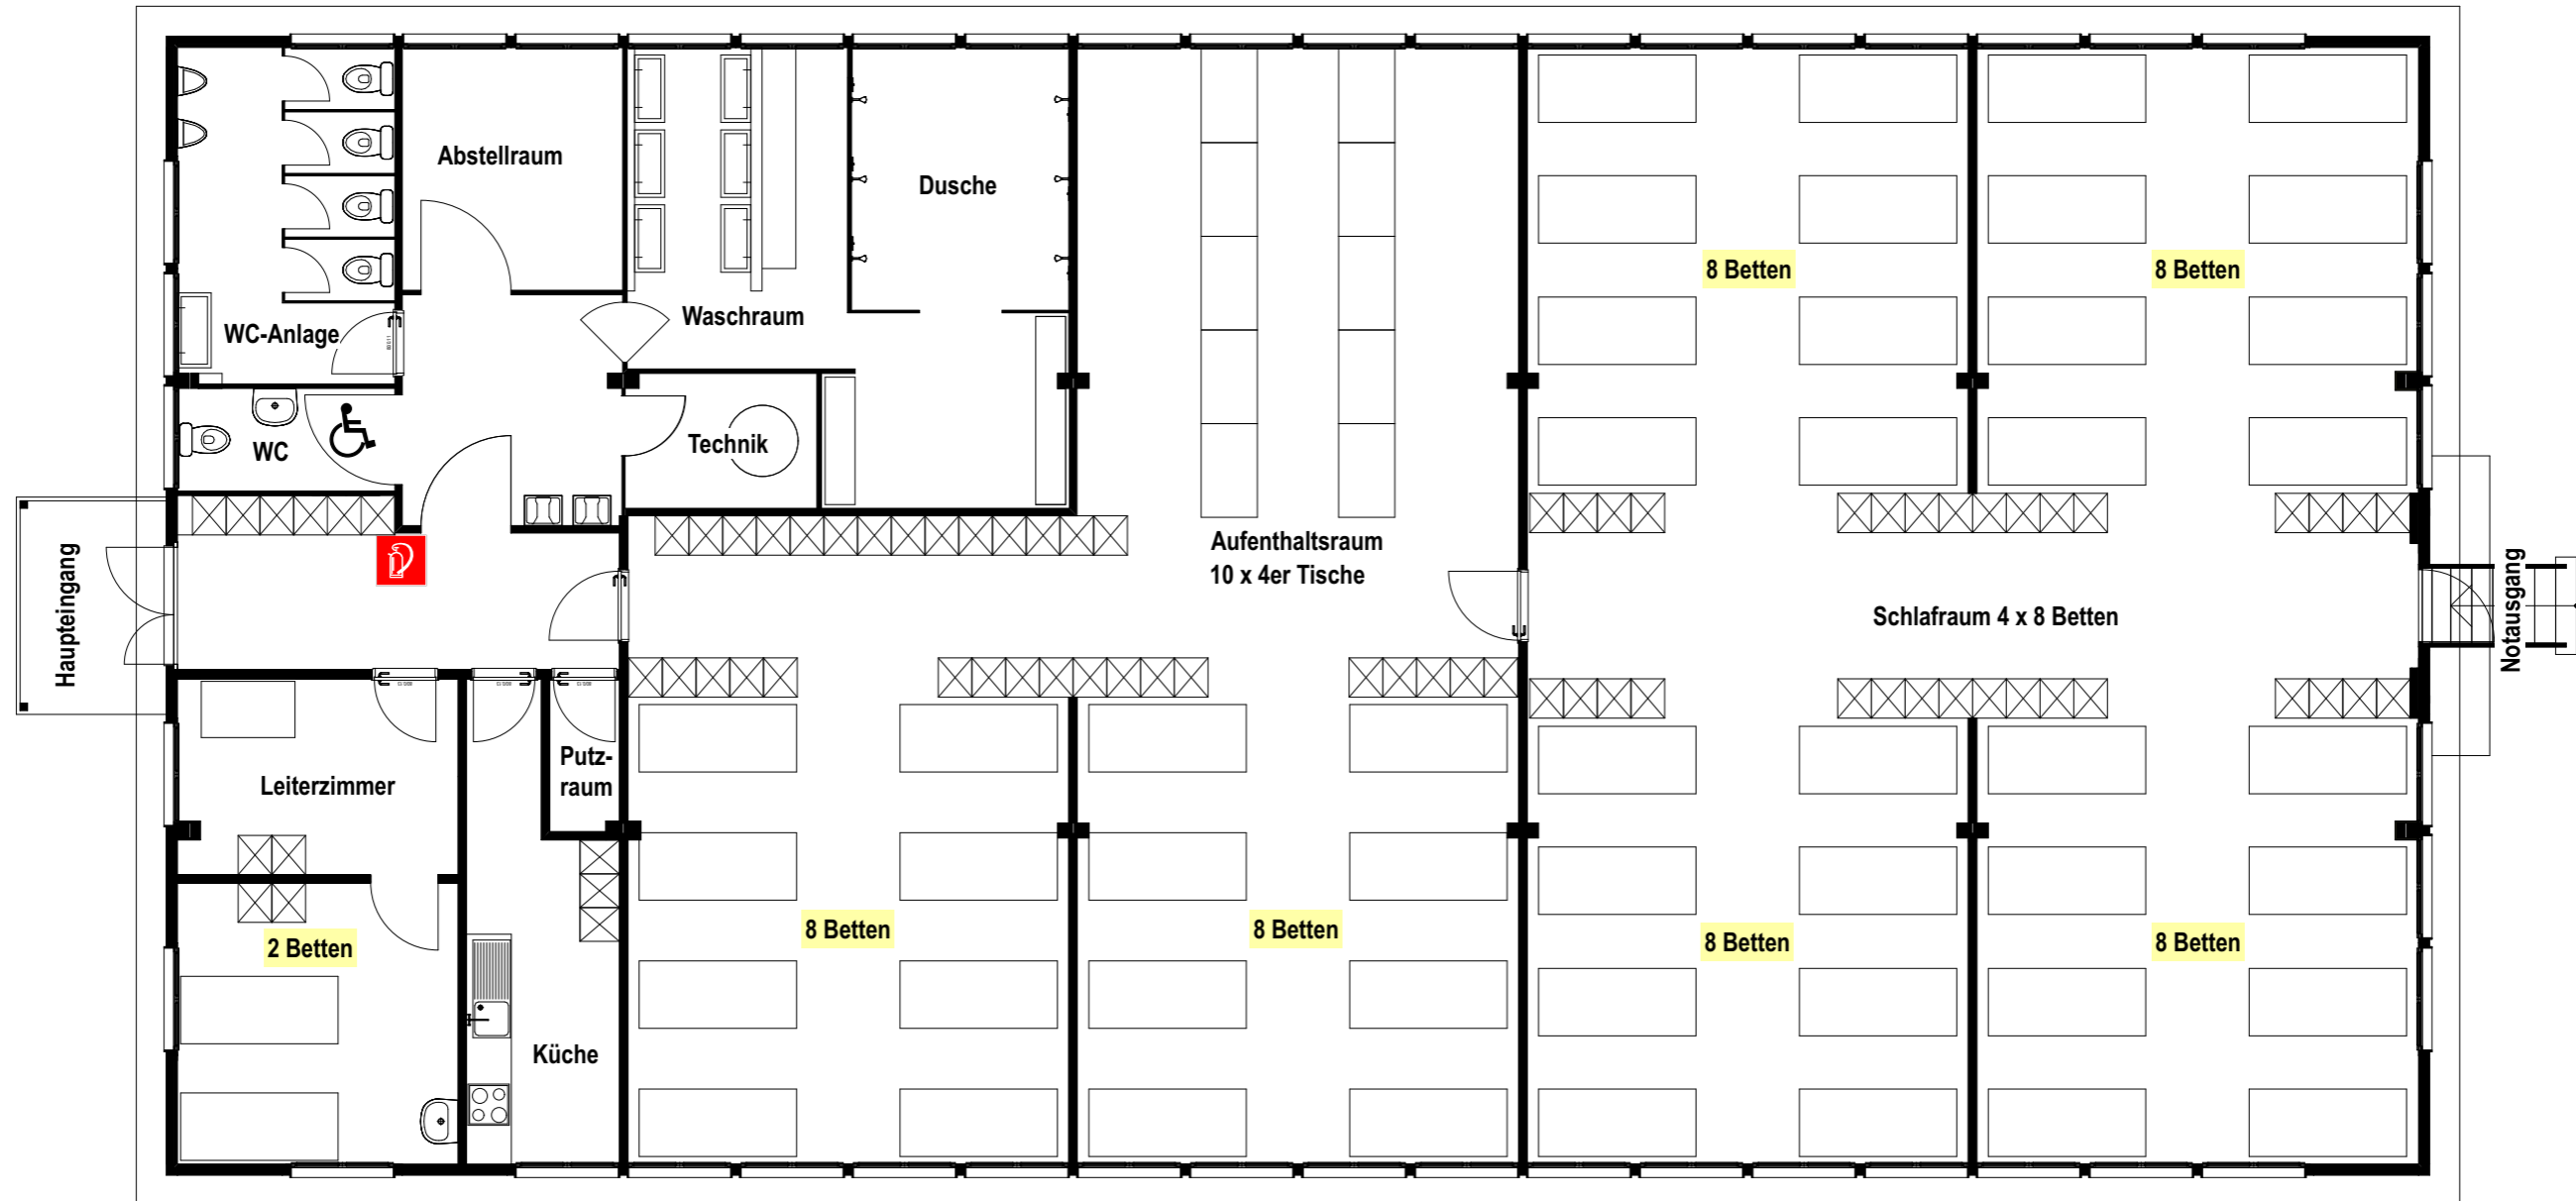 Abstellraum
Dusche
8 Betten
8 Betten
Waschraum
WC-Anlage
WC
Technik
Aufenthaltsraum
10 x 4er Tische
Haupteingang
Schlafraum 4 x 8 Betten
Notausgang
Putz-
raum
Leiterzimmer
2 Betten
8 Betten
8 Betten
8 Betten
8 Betten
Küche